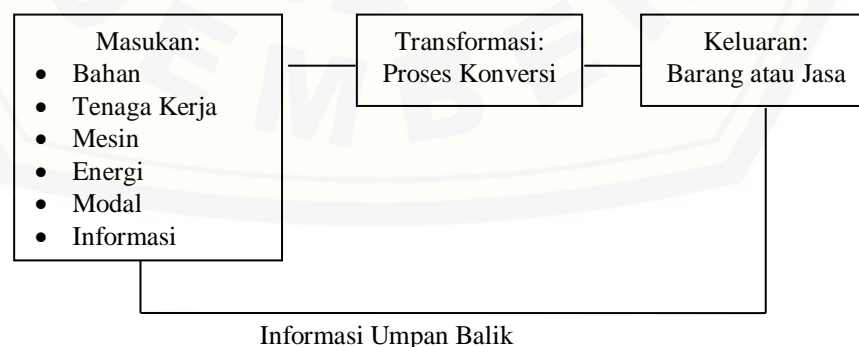 Masukan:
• Bahan
• Tenaga Kerja
• Mesin
• Energi
• Modal
• Informasi
Transformasi:
Proses Konversi
Keluaran:
Barang atau Jasa
Informasi Umpan Balik